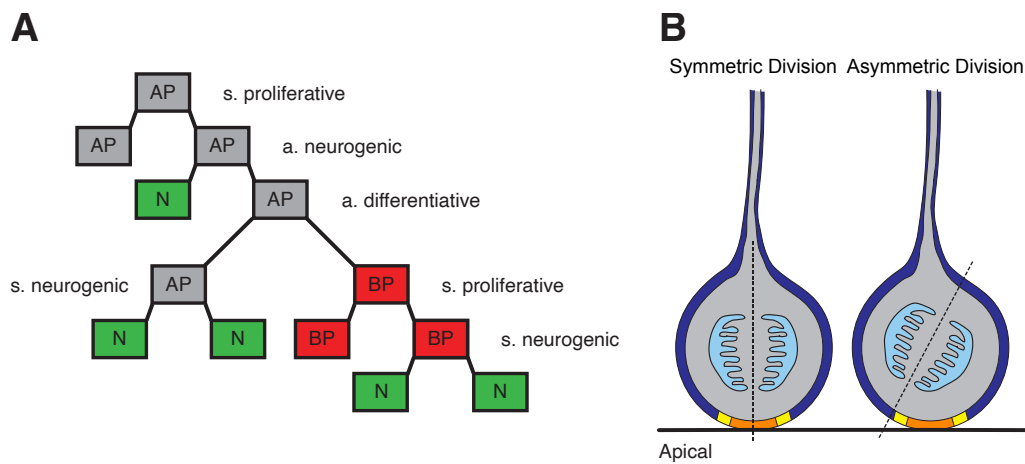 A
AP
s. proliferative
AP
AP
a. neurogenic
N
AP
a. differentiative
s. neurogenic
AP
BP
s. proliferative
N
N
BP
BP
s. neurogenic
N
N
B
Symmetric Division
Asymmetric Division
Apical